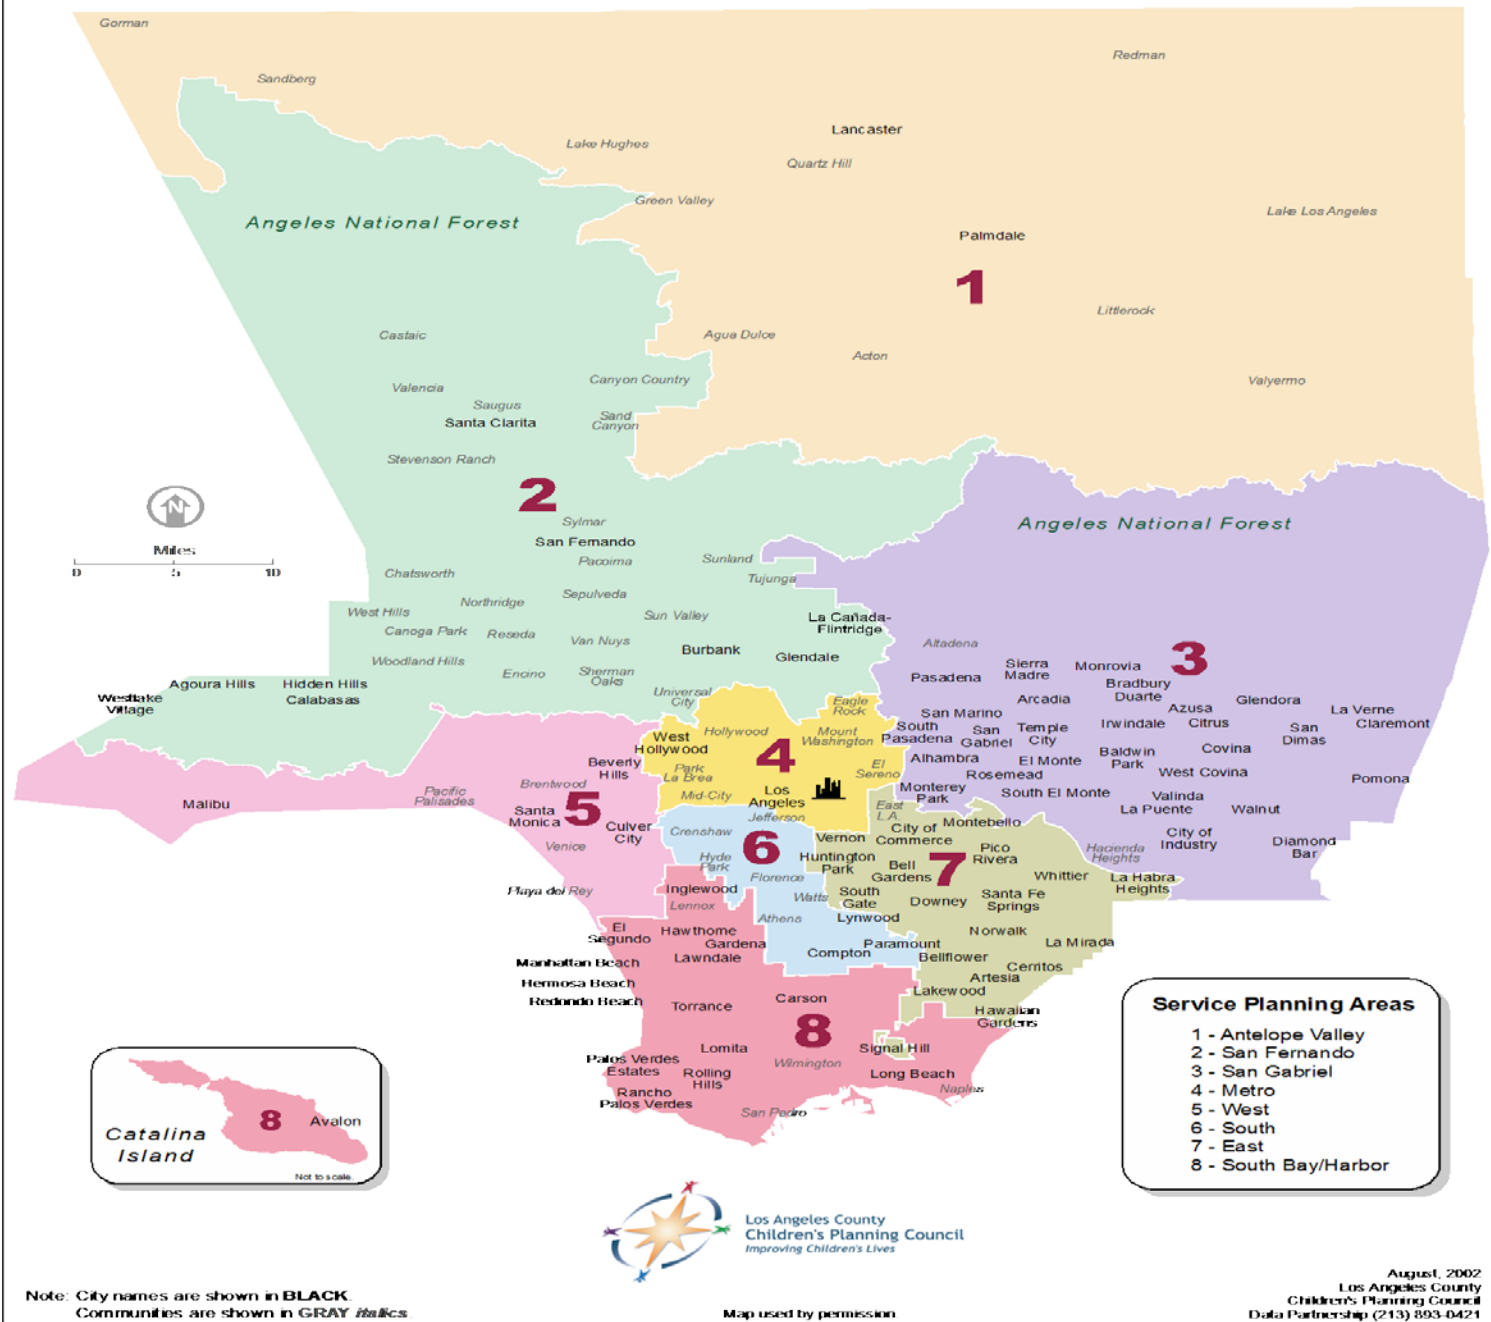 Gorman
Redman
Sandberg
Lancaster
Lake Hughes
Quartz Hill
Green Valley
Lake Los Angeles
Angeles National Forest
Palmdale
1
Littlerock
Castaic
Agua Dulce
Acton
Canyon Country
Valyermo
Valencia
Saugus
Sand
Canyon
Santa Clarita
Stevenson Ranch
2
N
Sylmar
Angeles National Forest
San Fernando
Miles
0 5 10
Pacoima
Sunland
Tujunga
Chatsworth
Sepulveda
Northridge
West Hills
Sun Valley
La Cañada-
Flintridge
Canoga Park
Reseda
Van Nuys
Altadena
Burbank
Glendale
Woodland Hills
Encino
Sherman
Oaks
Sierra
Madre
Monrovia
3
Pasadena
Bradbury
Duarte
Agoura Hills
Hidden Hills
Calabasas
Westlake
Village
Universal
City
Eagle
Rock
Arcadia
Azusa
Glendora
La Verne
San Marino
Irwindale
Citrus
Claremont
West
Hollywood
Hollywood
Mount
Washington
South
Pasadena
San
Gabriel
Temple
City
San
Dimas
4
Baldwin
Park
Covina
Beverly
Hills
Park
La Brea
El
Sereno
Alhambra
El Monte
Rosemead
West Covina
Pomona
Brentwood
Pacific
Palisades
Mid-City
Los
Angeles
Monterey
Park
South El Monte
Valinda
La Puente
Walnut
Malibu
5
Santa
Monica
Culver
City
Jefferson
East
L.A.
City of
Commerce
Montebello
City of
Industry
Diamond
Bar
Crenshaw
6
Vernon
Venice
Hyde
Park
Huntington
Park
Bell
Gardens
7
Pico
Rivera
Hacienda
Heights
Florence
Whittier
La Habra
Heights
Playa del Rey
Inglewood
Lennox
Watts
South
Gate
Downey
Santa Fe
Springs
Athens
Lynwood
El
Segundo
Hawthorne
Gardena
Lawndale
Norwalk
La Mirada
Compton
Paramount
Bellflower
Manhattan Beach
Cerritos
Artesia
Hermosa Beach
Redondo Beach
Lakewood
Torrance
Carson
Hawaiian
Gardens
8
Lomita
Signal Hill
Palos Verdes
Estates
Rolling
Hills
Wilmington
Long Beach
Rancho
Palos Verdes
Naples
San Pedro
8
Avalon
Catalina
Island
Not to scale.
Service Planning Areas
1 - Antelope Valley
2 - San Fernando
3 - San Gabriel
4 - Metro
5 - West
6 - South
7 - East
8 - South Bay/Harbor
Los Angeles County
Children's Planning Council
Improving Children's Lives
Note: City names are shown in BLACK.
Communities are shown in GRAY italics.
Map used by permission
August, 2002
Los Angeles County
Children's Planning Council
Data Partnership (213) 893-0421